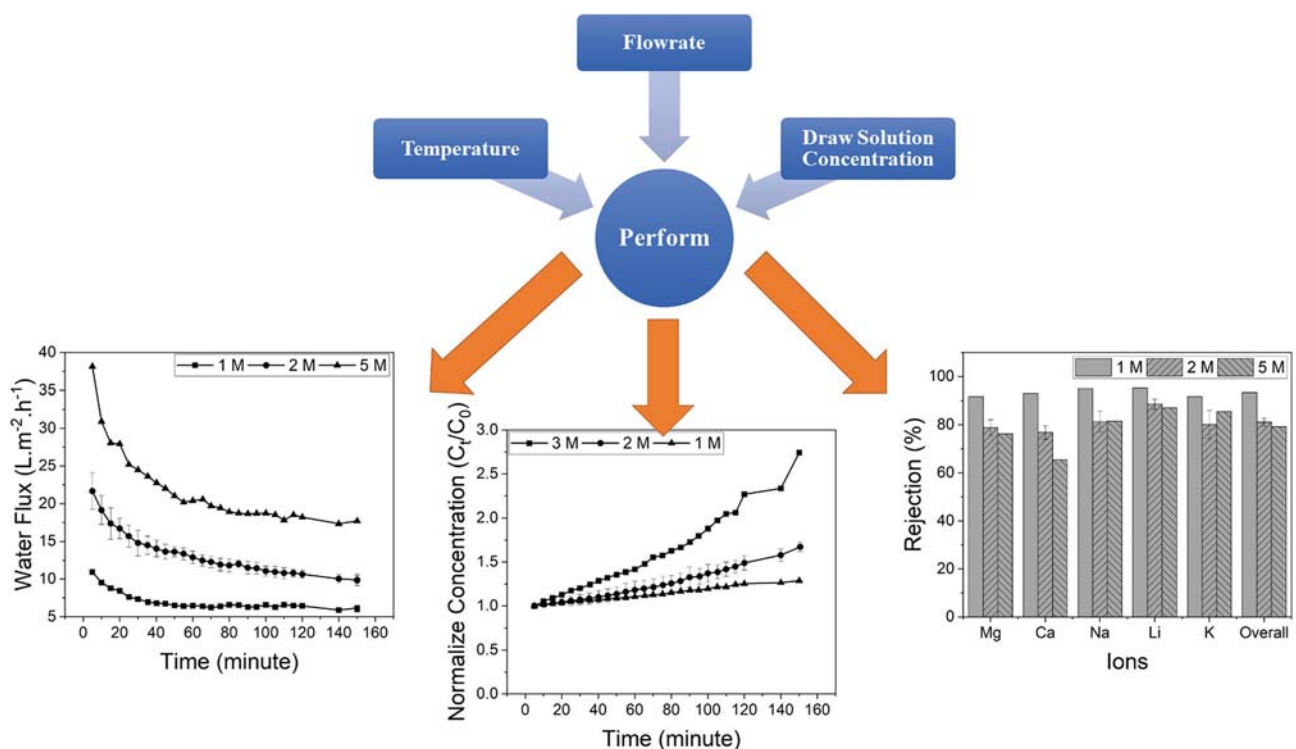 Flowrate
Temperature
Draw Solution
Concentration
Perform
Water Flux (L.m⁻².h⁻¹)
40
35
30
25
20
15
10
5
1 M 2 M 5 M
0 20 40 60 80 100 120 140 160
Time (minute)
Normalize Concentration (Cₜ/C₀)
3.0
2.5
2.0
1.5
1.0
0.5
0.0
3 M 2 M 1 M
0 20 40 60 80 100 120 140 160
Time (minute)
Rejection (%)
100
80
60
40
20
0
1 M 2 M 5 M
Mg Ca Na Li K Overall
Ions